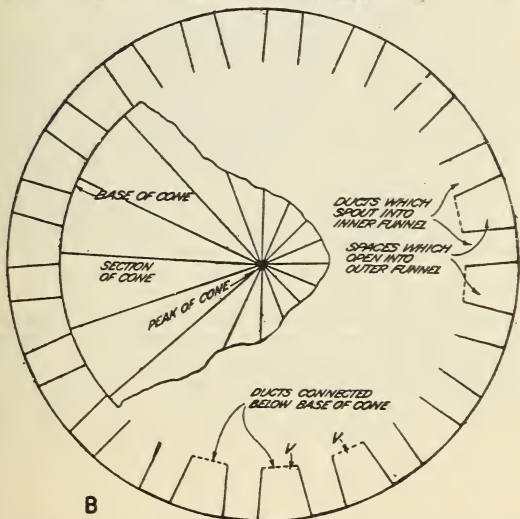 BASE OF CONE
SECTION
OF CONE
PEAK OF CONE
DUCTS WHICH
SPOUT INTO
INNER FUNNEL
SPACES WHICH
OPEN INTO
OUTER FUNNEL
DUCTS CONNECTED
BELOW BASE OF CONE
V
V
B